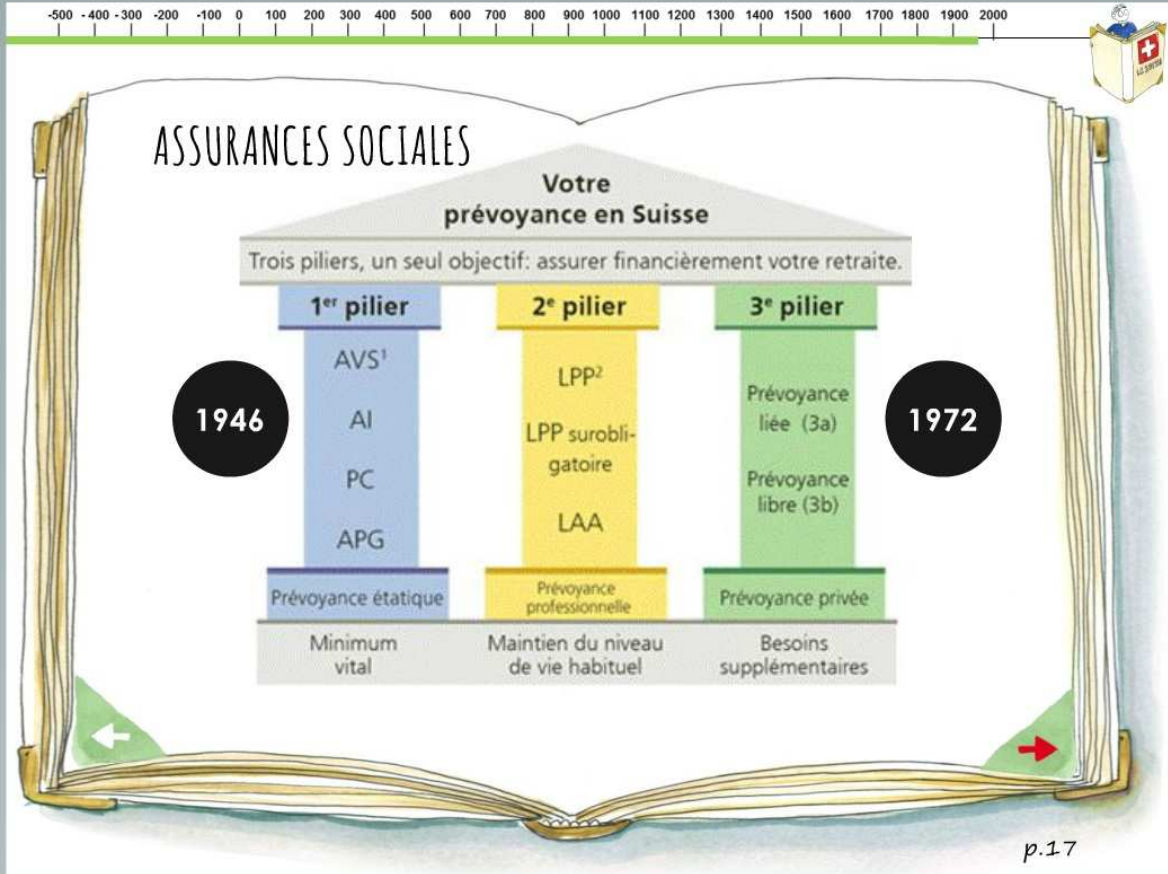 -500 -400 -300 -200 -100 0 100 200 300 400 500 600 700 800 900 1000 1100 1200 1300 1400 1500 1600 1700 1800 1900 2000
ASSURANCES SOCIALES
Votre
prévoyance en Suisse
Trois piliers, un seul objectif: assurer financièrement votre retraite.
1er pilier
AVS¹
AI
PC
APG
Prévoyance étatique
Minimum
vital
2e pilier
LPP²
LPP surobli-
gatoire
LAA
Prévoyance
professionnelle
Maintien du niveau
de vie habituel
3e pilier
Prévoyance
liée (3a)
Prévoyance
libre (3b)
Prévoyance privée
Besoins
supplémentaires
1946
1972
p.17